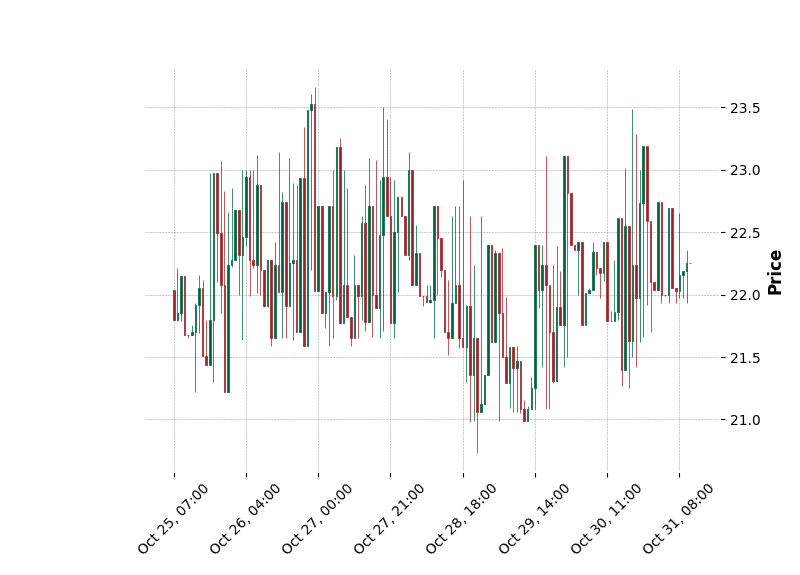 23.5
23.0
22.5
22.0
21.5
21.0
Price
Oct 25, 07:00
Oct 26, 04:00
Oct 27, 00:00
Oct 27, 21:00
Oct 28, 18:00
Oct 29, 14:00
Oct 30, 11:00
Oct 31, 08:00